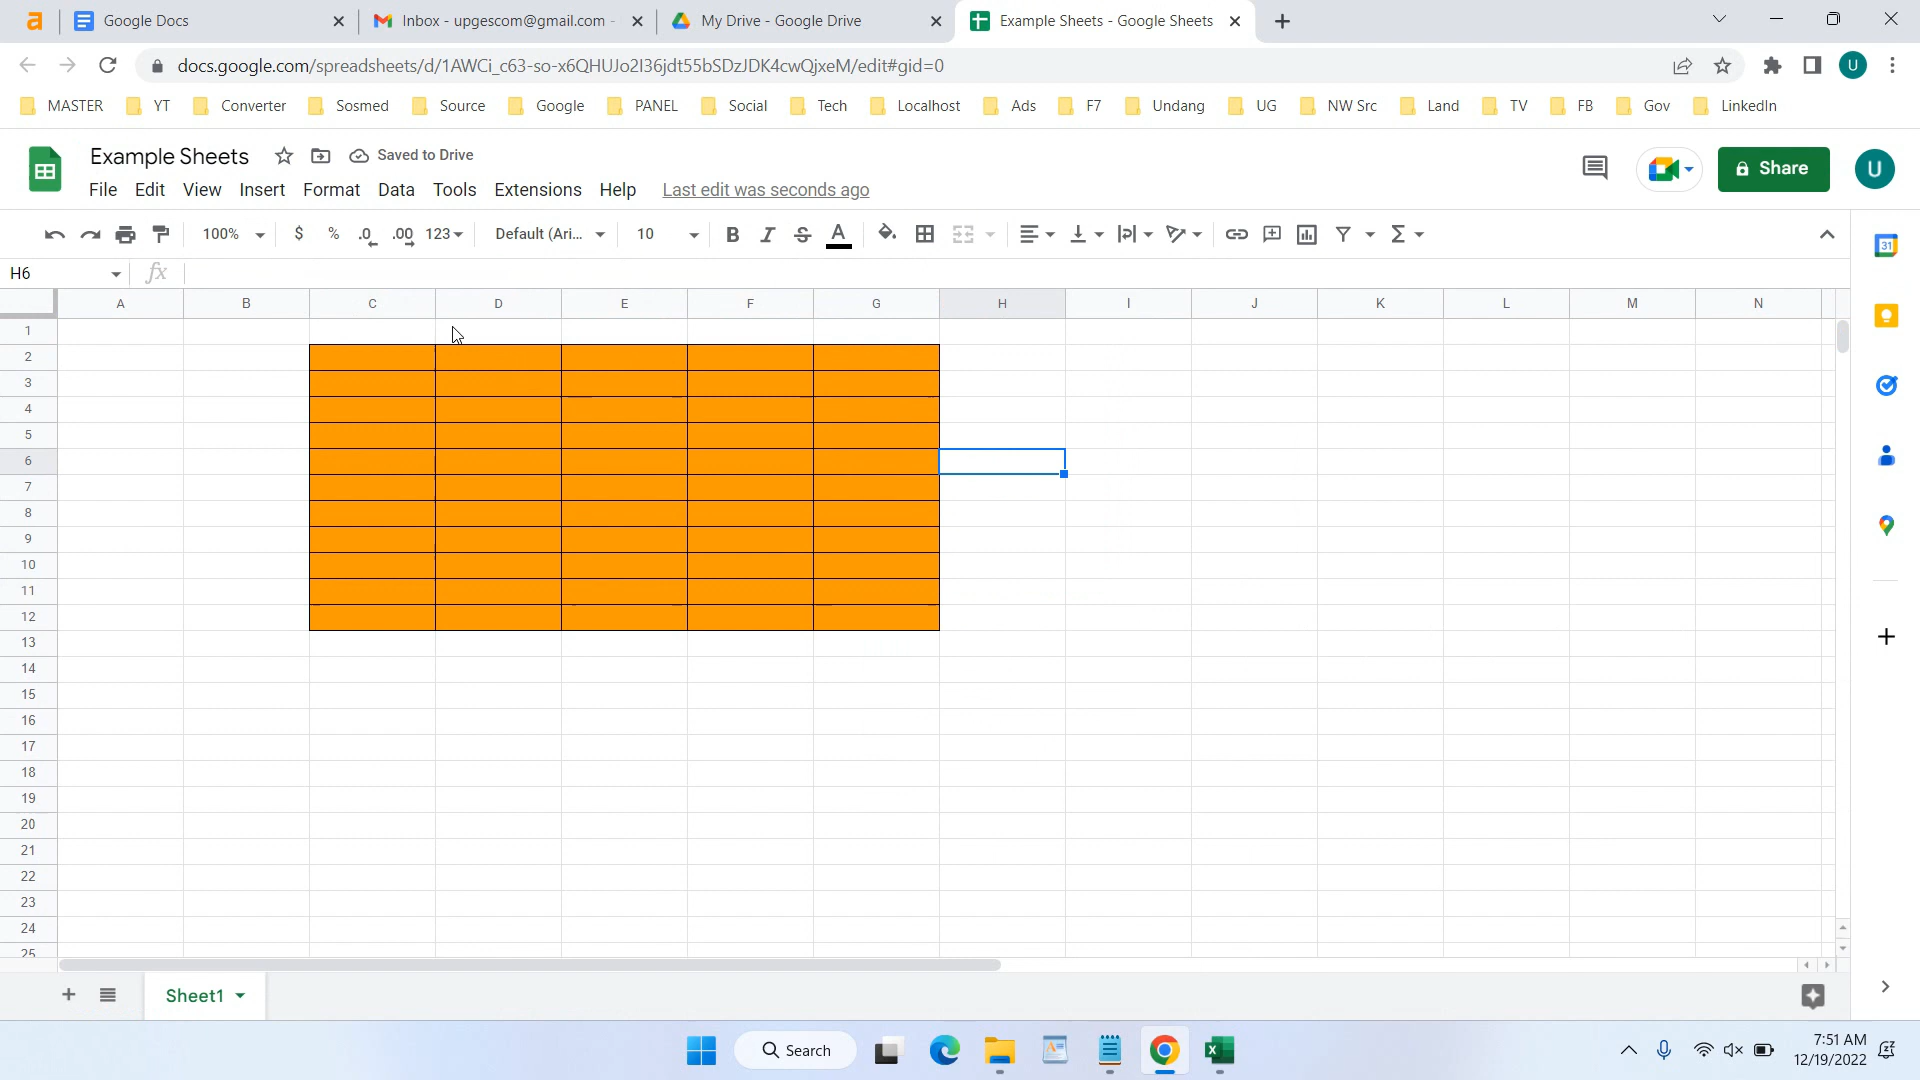 Google Docs
Inbox - upgescom@gmail.com -
My Drive - Google Drive
Example Sheets - Google Sheets
docs.google.com/spreadsheets/d/1AWCi_c63-so-x6QHUJo2I36jdt55bSDzJDK4cwQjxeM/edit#gid=0
U
MASTER YT Converter Sosmed Source Google PANEL Social Tech Localhost Ads F7 Undang UG NW Src Land TV FB Gov LinkedIn
Example Sheets
Saved to Drive
File Edit View Insert Format Data Tools Extensions Help Last edit was seconds ago
Share
U
100% $ % .0 .00 123 Default (Ari... 10 B I S A Σ
31
H6 fx
A B C D E F G H I J K L M N
1
2
3
4
5
6
7
8
9
10
11
12
13
14
15
16
17
18
19
20
21
22
23
24
25
Sheet1
Search
7:51 AM
12/19/2022